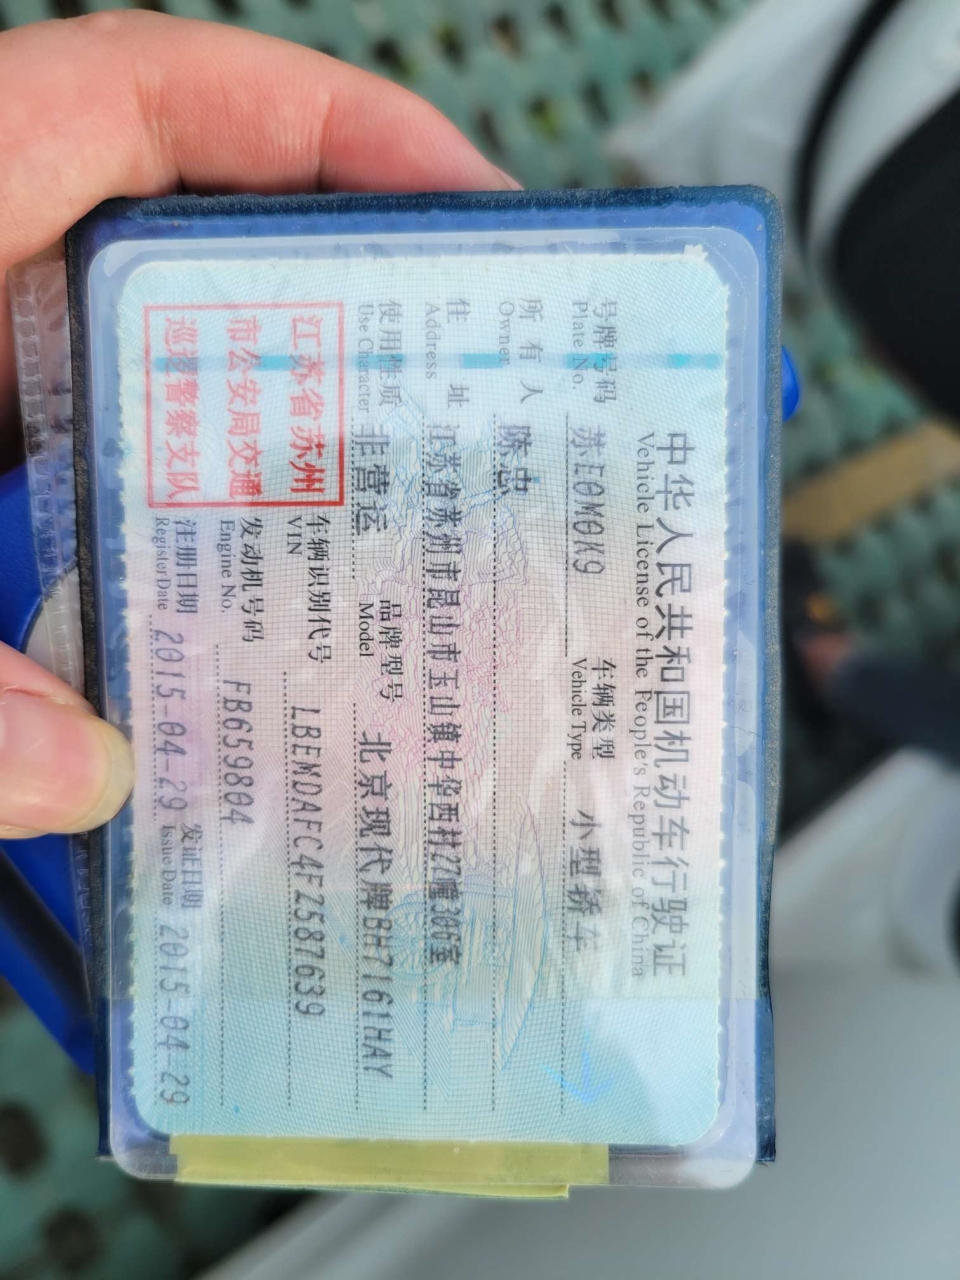 中华人民共和国机动车行驶证
Vehicle License of the People's Republic of China
号牌号码 苏E0M0K9 车辆类型 小型轿车
Plate No. Vehicle Type
所有人 陈忠
Owner
住址 江苏省苏州市昆山市玉山镇中华西村22幢306室
Address
使用性质 非营运 品牌型号 北京现代牌BH7161HAY
Use Character Model
江苏省苏州
市公安局交通
巡逻警察支队
车辆识别代号 LBEMDAFC4FZ587639
VIN
发动机号码 FB659804
Engine No.
注册日期 2015-04-29 发证日期 2015-04-29
Register Date Issue Date